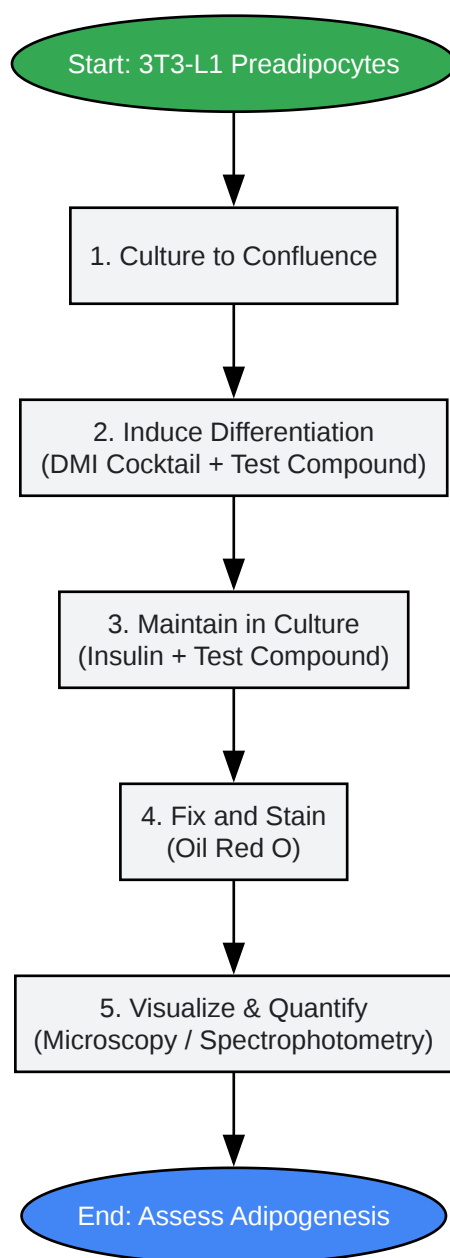 Start: 3T3-L1 Preadipocytes
1. Culture to Confluence
2. Induce Differentiation
(DMI Cocktail + Test Compound)
3. Maintain in Culture
(Insulin + Test Compound)
4. Fix and Stain
(Oil Red O)
5. Visualize & Quantify
(Microscopy / Spectrophotometry)
End: Assess Adipogenesis